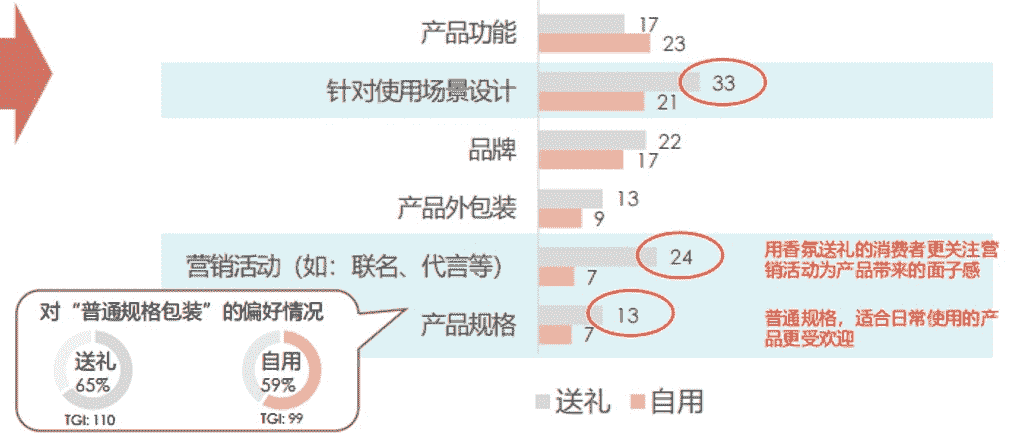 产品功能
17
23
针对使用场景设计
33
21
品牌
22
17
产品外包装
13
9
营销活动（如：联名、代言等）
24
7
用香氛送礼的消费者更关注营
销活动为产品带来的面子感
产品规格
13
7
普通规格，适合日常使用的产
品更受欢迎
对“普通规格包装”的偏好情况
送礼
65%
TGI: 110
自用
59%
TGI: 99
送礼
自用